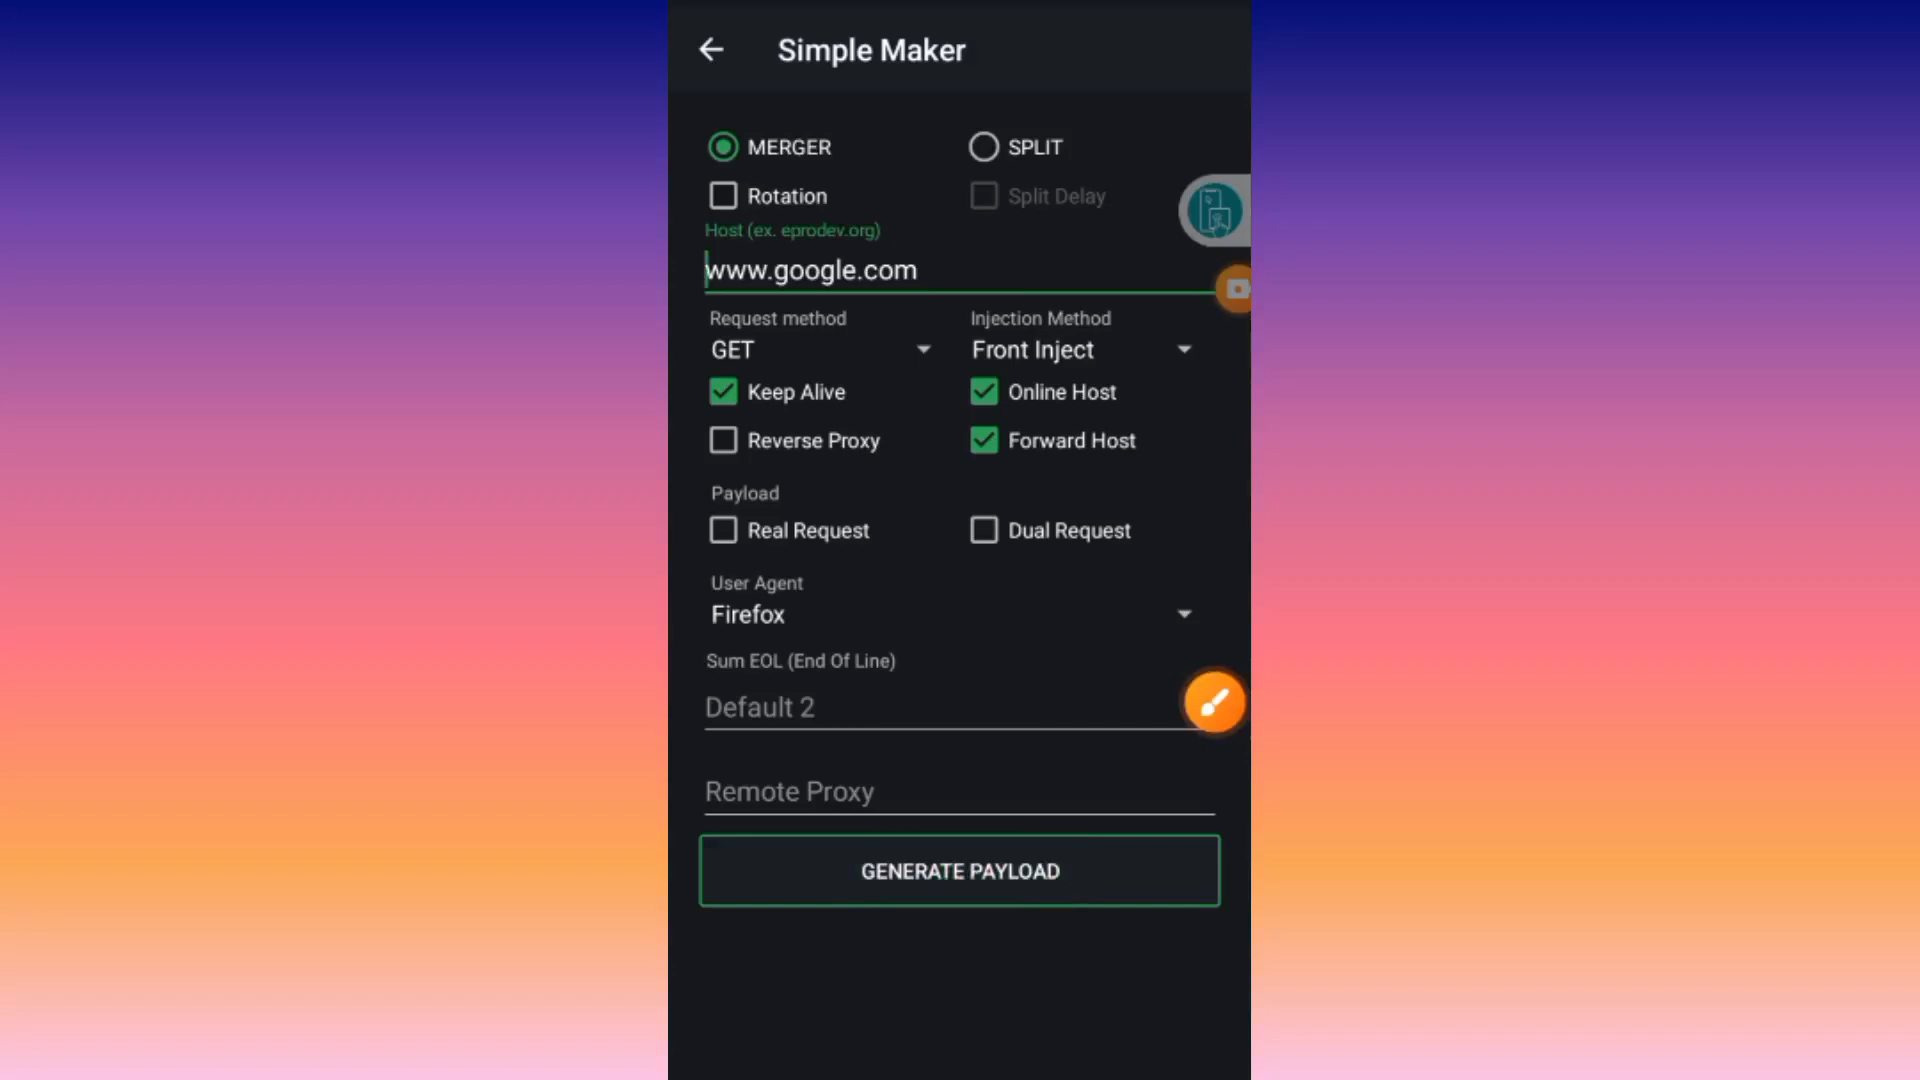 Simple Maker
MERGER SPLIT
Rotation Split Delay
Host (ex. eprodev.org)
www.google.com
Request method Injection Method
GET Front Inject
Keep Alive Online Host
Reverse Proxy Forward Host
Payload
Real Request Dual Request
User Agent
Firefox
Sum EOL (End Of Line)
Default 2
Remote Proxy
GENERATE PAYLOAD